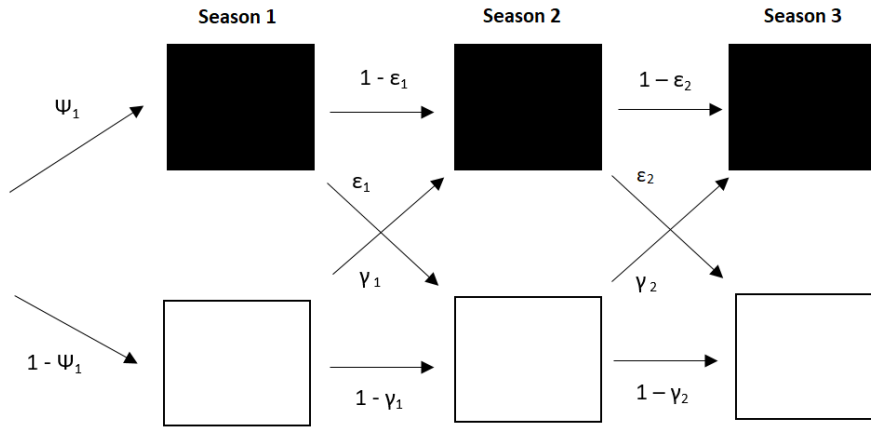 Season 1
Season 2
Season 3
1 - ε₁
1 – ε₂
Ψ₁
ε₁
ε₂
γ₁
γ₂
1 - Ψ₁
1 - γ₁
1 – γ₂